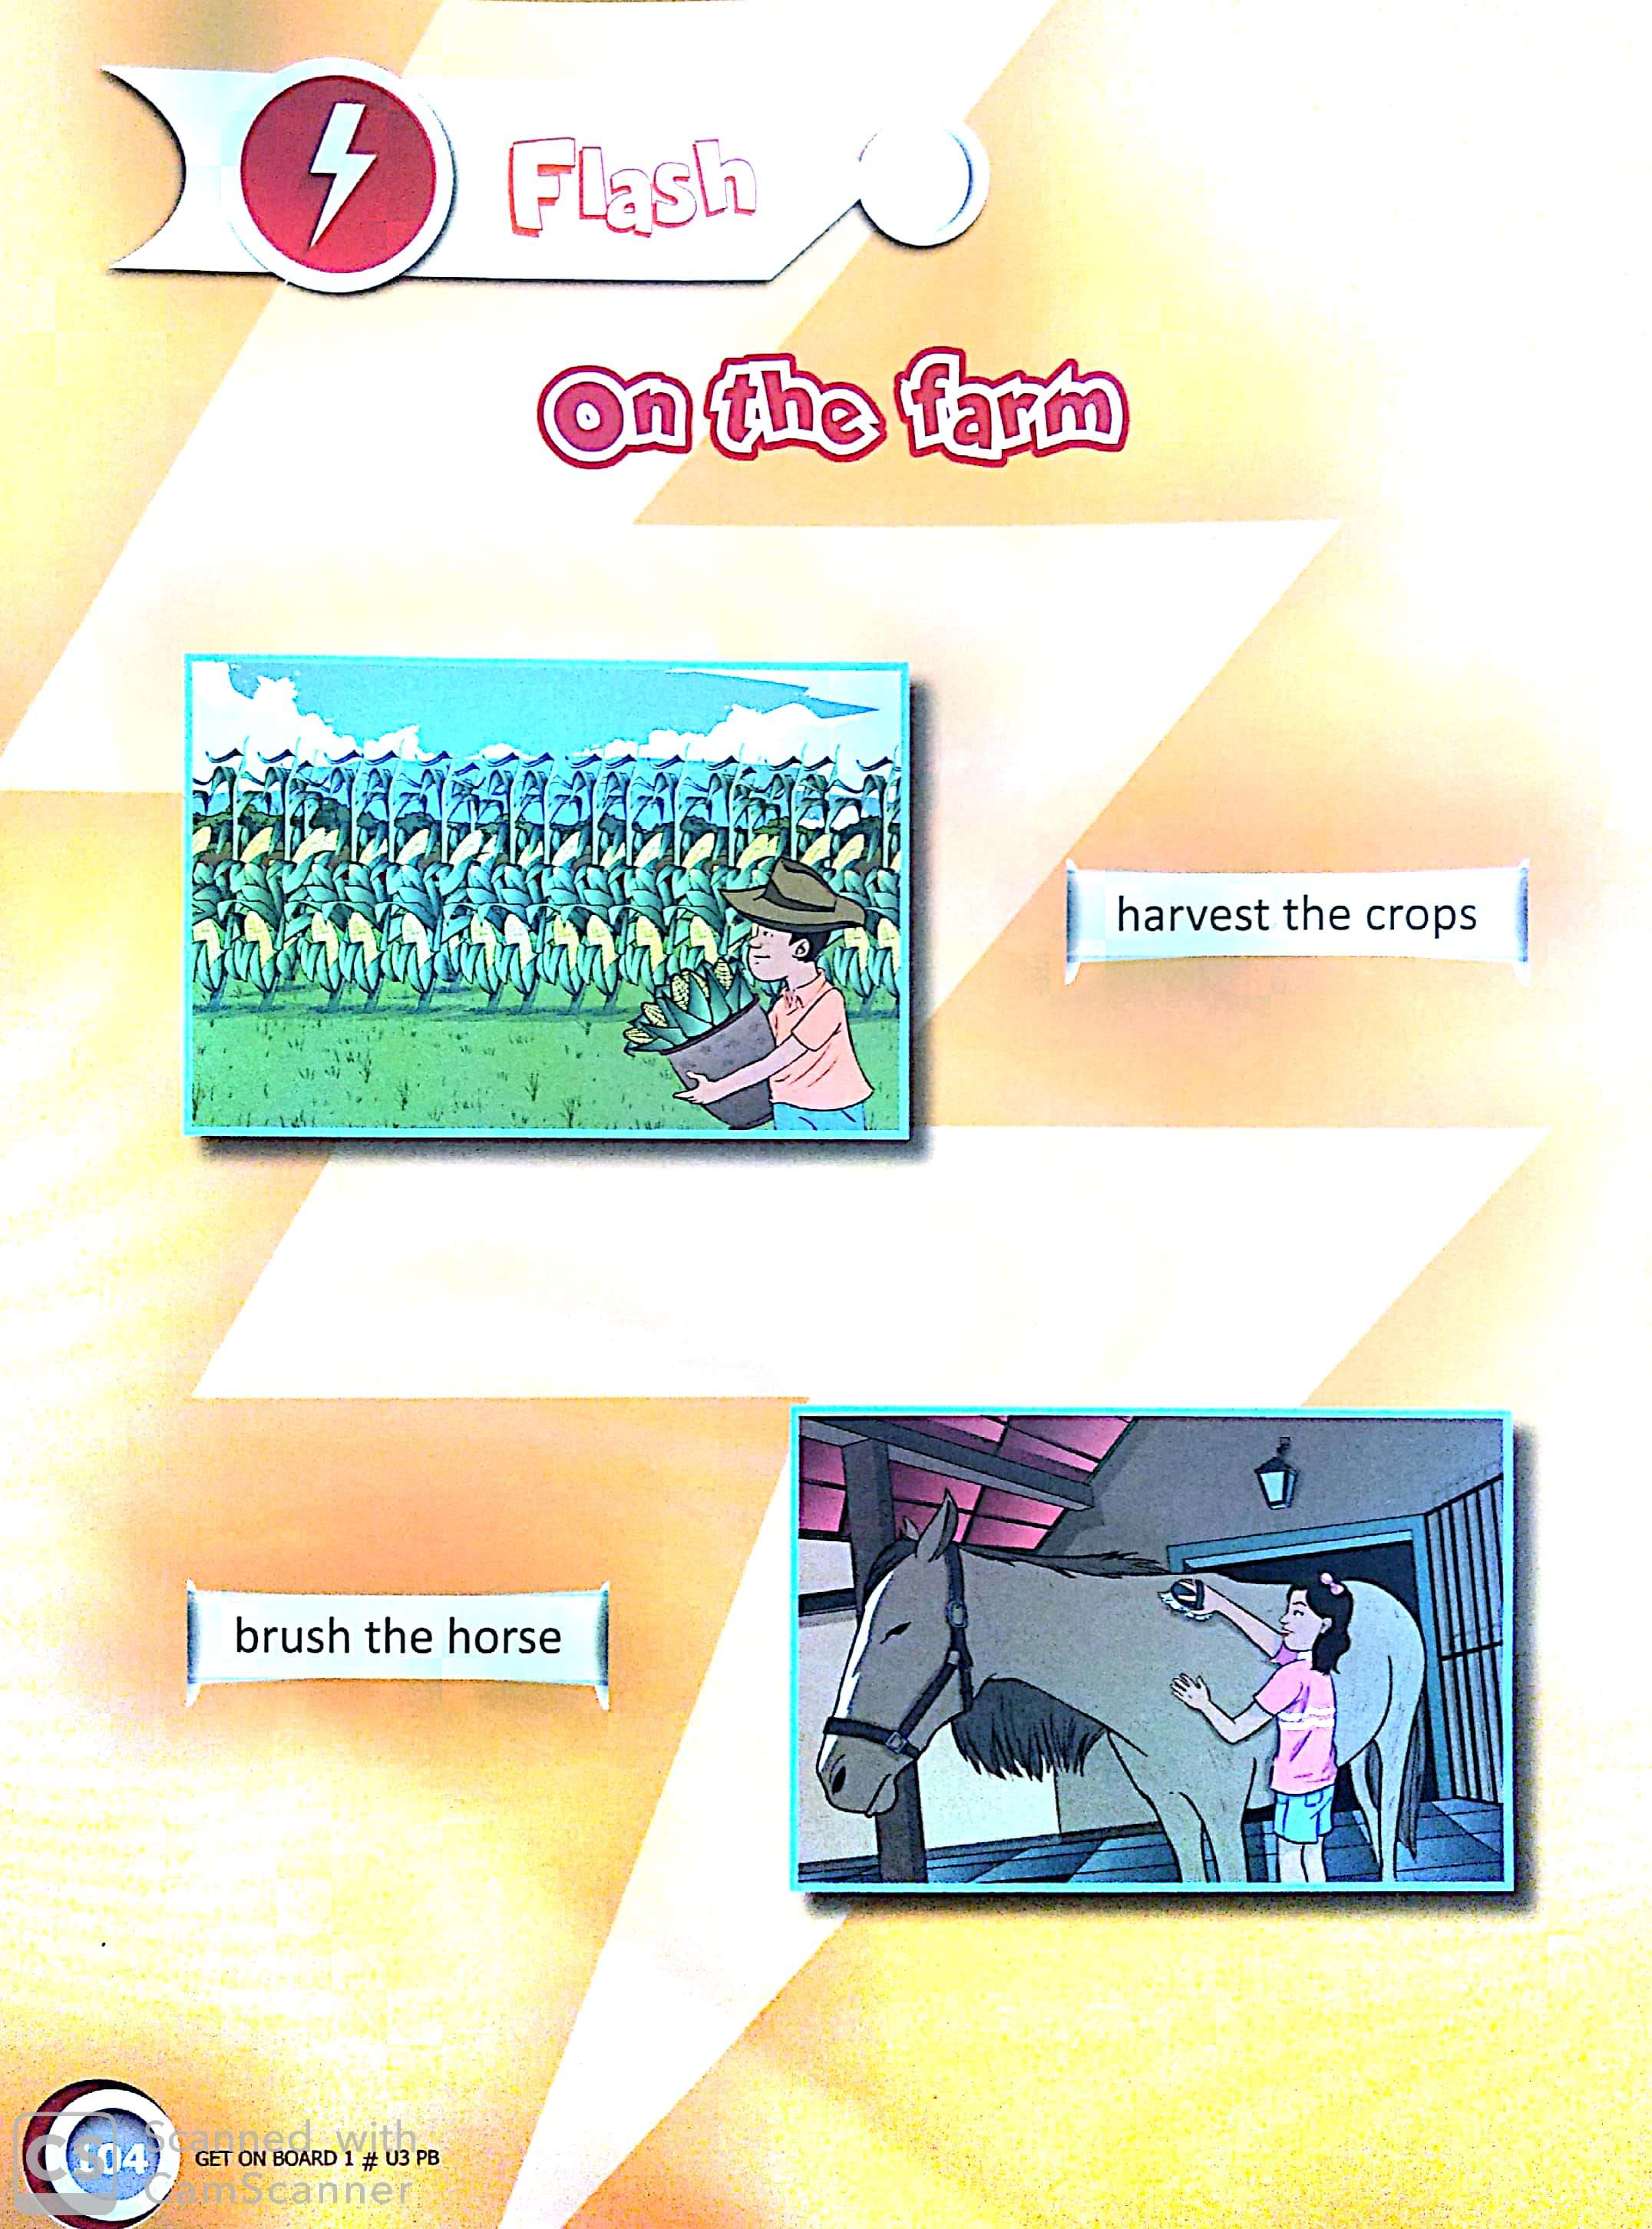 Flash
On the farm
harvest the crops
brush the horse
104
GET ON BOARD 1 # U3 PB
CS
Scanned with
CamScanner